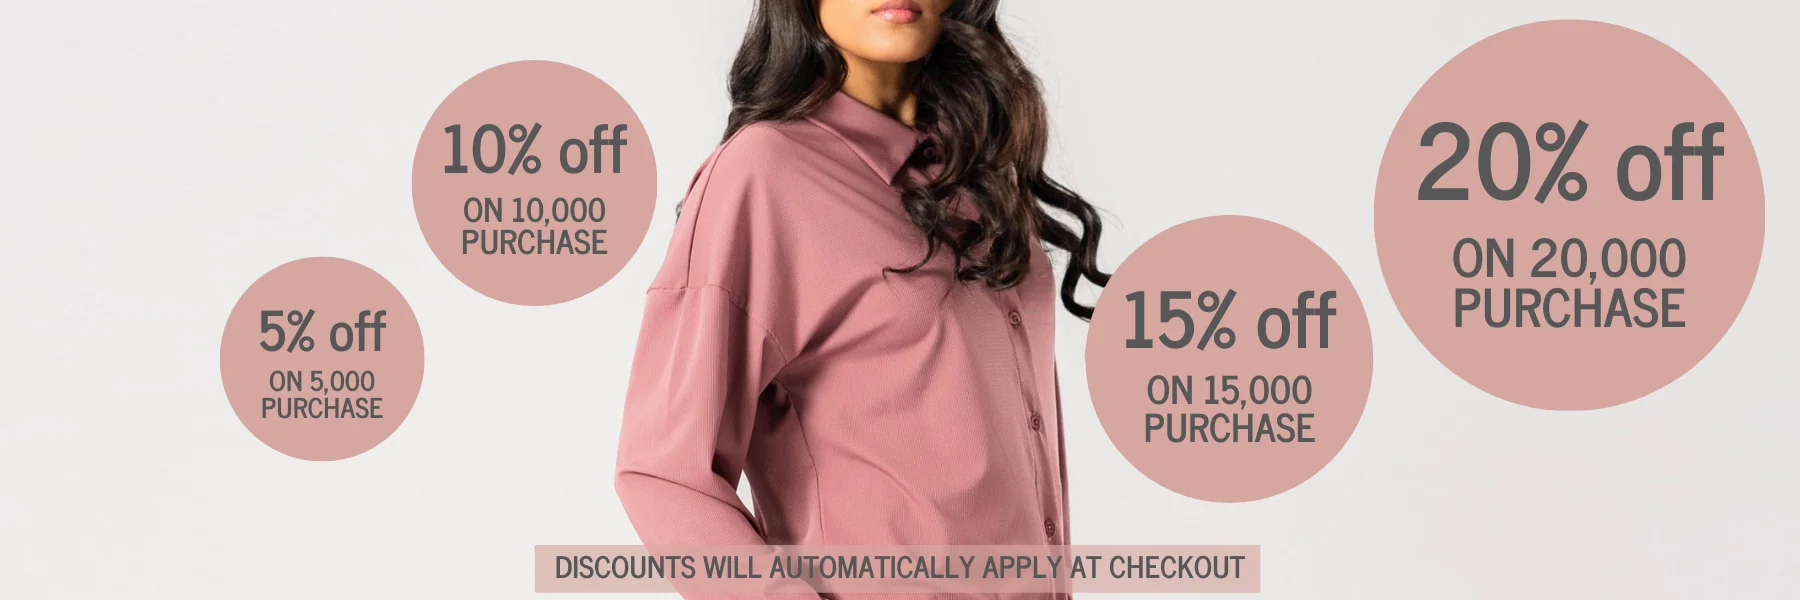 5% off
ON 5,000
PURCHASE
10% off
ON 10,000
PURCHASE
15% off
ON 15,000
PURCHASE
20% off
ON 20,000
PURCHASE
DISCOUNTS WILL AUTOMATICALLY APPLY AT CHECKOUT